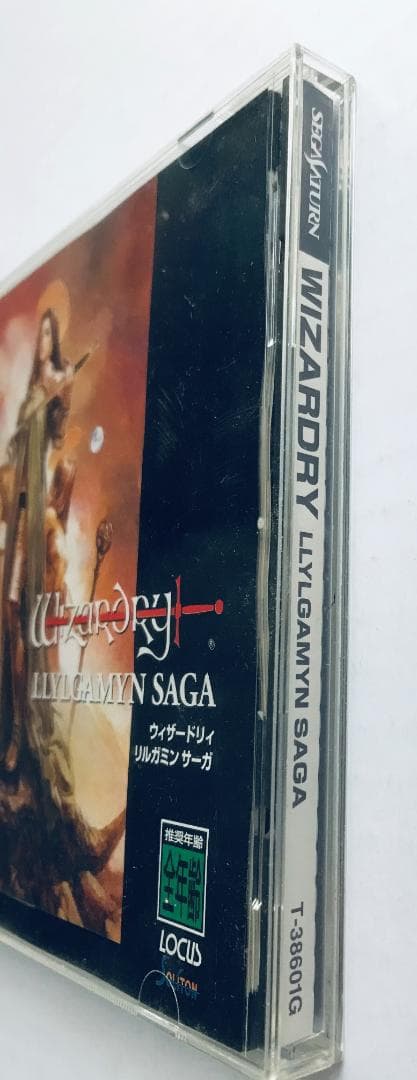 Wizardry
®
LLYLGAMYN SAGA
ウィザードリィ
リルガミン サーガ
推奨年齢
全年齢
LOCUS
SOLITON
SEGA SATURN
WIZARDRY LLYLGAMYN SAGA
T-38601G